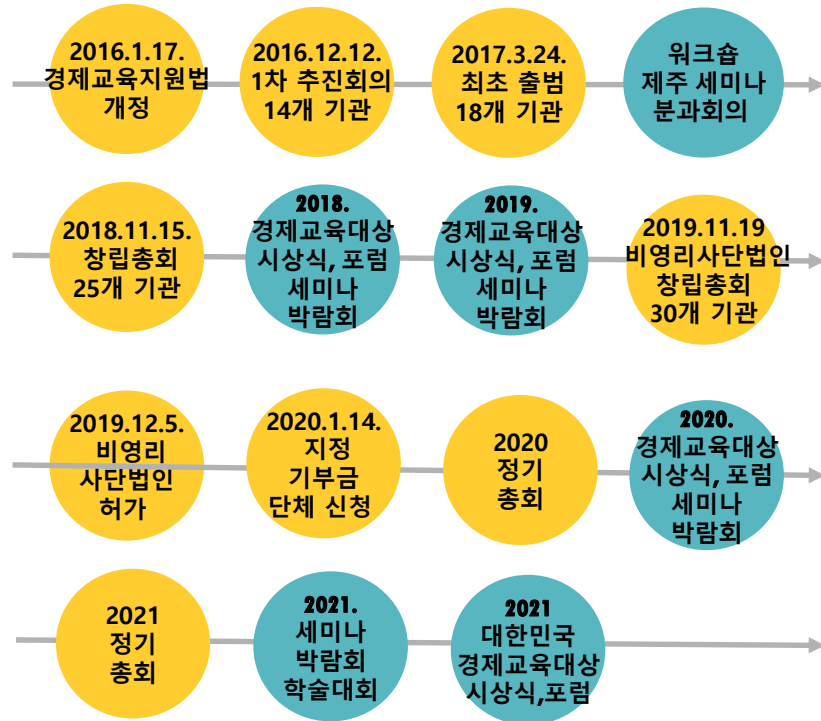 2016.1.17.
경제교육지원법
개정
2016.12.12.
1차 추진회의
14개 기관
2017.3.24.
최초 출범
18개 기관
워크숍
제주 세미나
분과회의
2018.11.15.
창립총회
25개 기관
2018.
경제교육대상
시상식, 포럼
세미나
박람회
2019.
경제교육대상
시상식, 포럼
세미나
박람회
2019.11.19
비영리사단법인
창립총회
30개 기관
2019.12.5.
비영리
사단법인
허가
2020.1.14.
지정
기부금
단체 신청
2020
정기
총회
2020.
경제교육대상
시상식, 포럼
세미나
박람회
2021
정기
총회
2021.
세미나
박람회
학술대회
2021
대한민국
경제교육대상
시상식,포럼